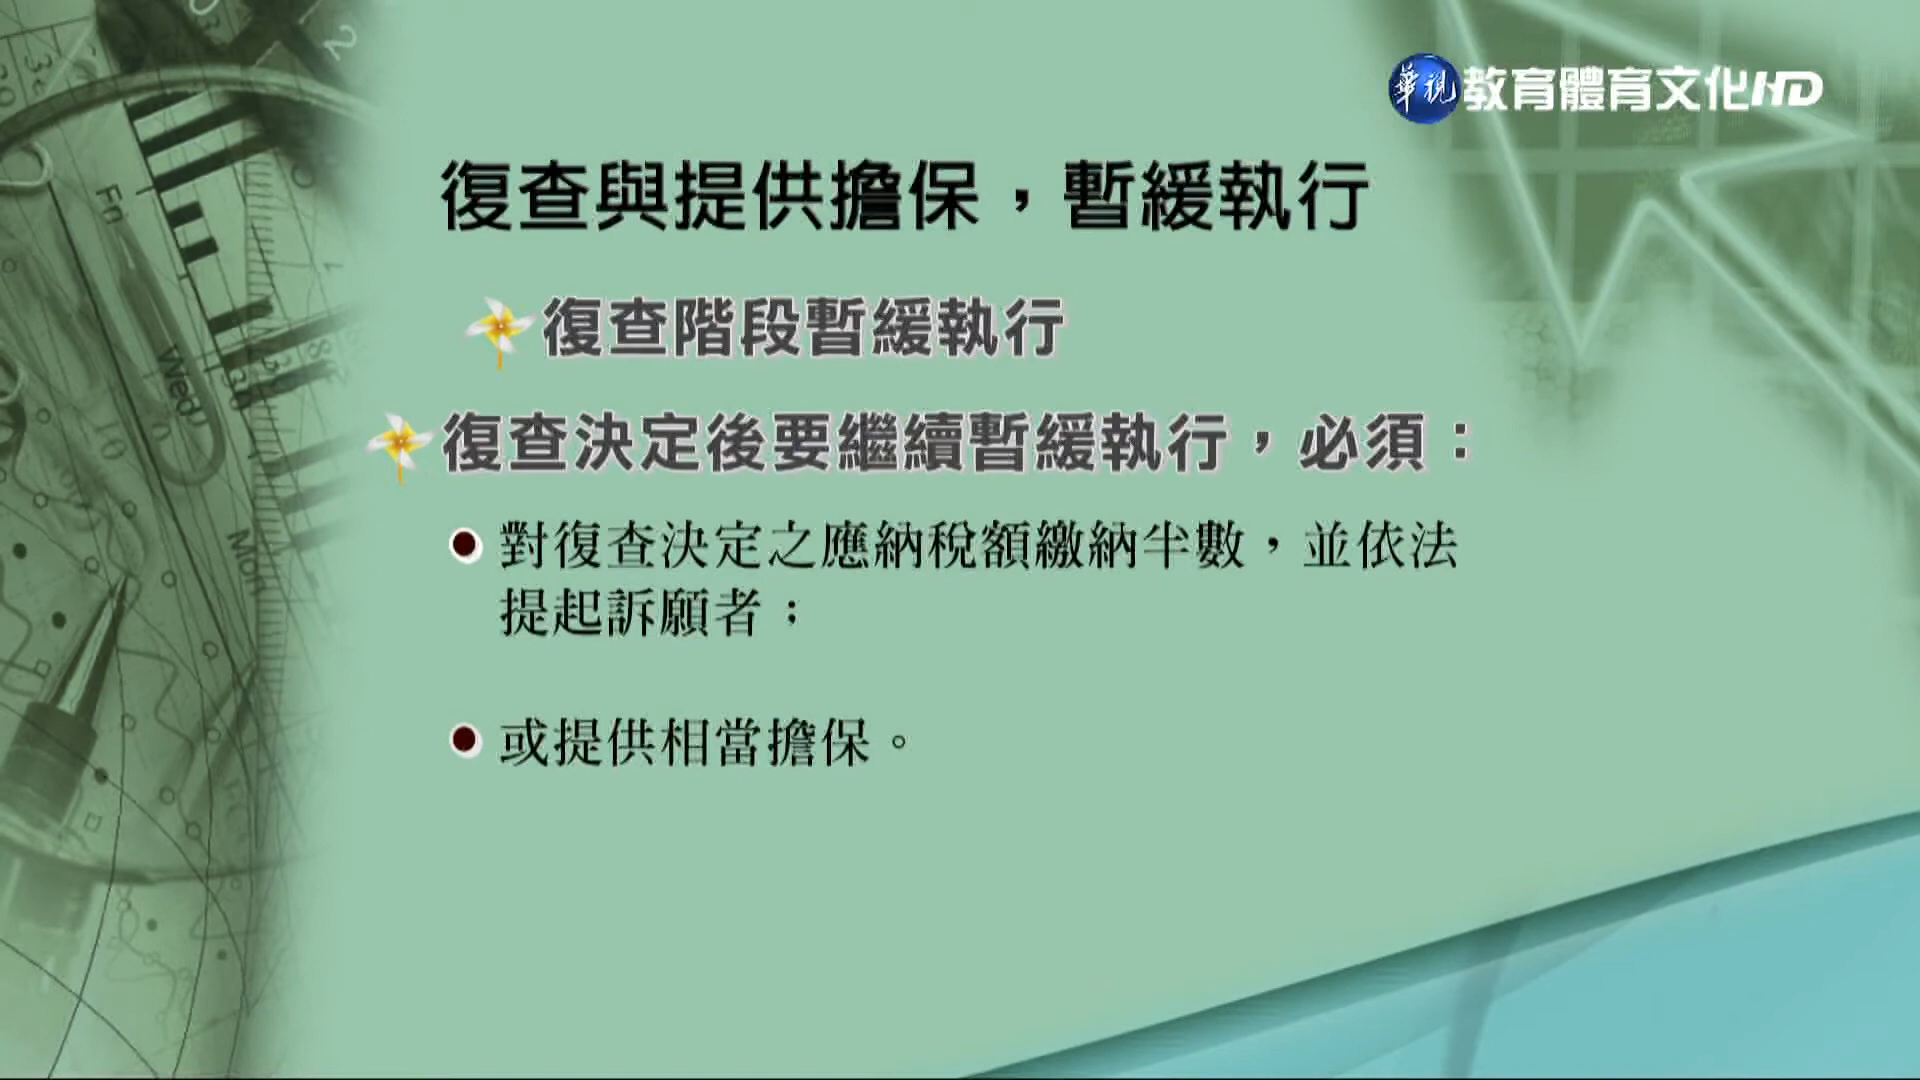 華視教育體育文化HD
復查與提供擔保，暫緩執行
復查階段暫緩執行
復查決定後要繼續暫緩執行，必須：
對復查決定之應納稅額繳納半數，並依法
提起訴願者；
或提供相當擔保。
Fri
Wed
Mon